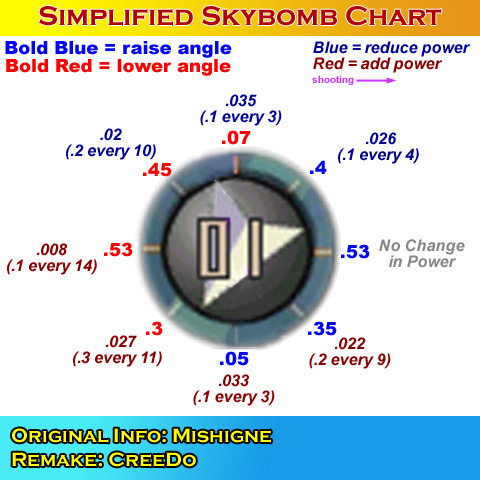 Simplified Skybomb Chart
Bold Blue = raise angle
Blue = reduce power
Bold Red = lower angle
Red = add power
shooting
.035
(.1 every 3)
.02
(.2 every 10)
.07
.026
(.1 every 4)
.45
.4
.008
(.1 every 14)
.53
01
.53
No Change
in Power
.3
.35
.027
(.3 every 11)
.05
.022
(.2 every 9)
.033
(.1 every 3)
Original Info: Mishigne
Remake: CreeDo